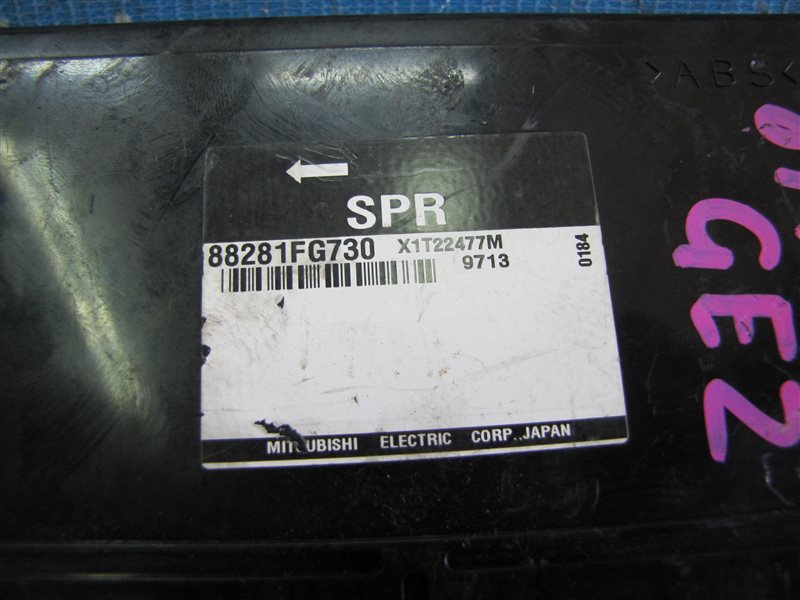 >ABS<
SPR
88281FG730 X1T22477M
9713
0184
MITSUBISHI ELECTRIC CORP.,JAPAN
GE2